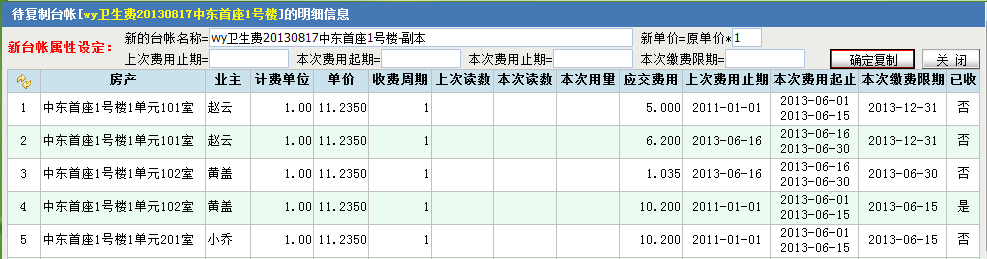 待复制台帐[wy卫生费20130817中东首座1号楼]的明细信息
新台帐属性设定: 新的台帐名称= wy卫生费20130817中东首座1号楼-副本 新单价=原单价* 1
上次费用止期= 本次费用起期= 本次费用止期= 本次缴费限期= 确定复制 关 闭
房产 业主 计费单位 单价 收费周期 上次读数 本次读数 本次用量 应交费用 上次费用止期 本次费用起止 本次缴费限期 已收
1 中东首座1号楼1单元101室 赵云 1.00 11.2350 1 5.000 2011-01-01 2013-06-01 2013-12-31 否
2013-06-15
2 中东首座1号楼1单元101室 赵云 1.00 11.2350 1 6.200 2013-06-16 2013-06-16 2013-12-31 否
2013-06-30
3 中东首座1号楼1单元102室 黄盖 1.00 11.2350 1 1.035 2013-06-16 2013-06-16 2013-06-30 否
2013-06-30
4 中东首座1号楼1单元102室 黄盖 1.00 11.2350 1 10.200 2011-01-01 2013-06-01 2013-06-15 是
2013-06-15
5 中东首座1号楼1单元201室 小乔 1.00 11.2350 1 10.200 2011-01-01 2013-06-01 2013-06-15 否
2013-06-15